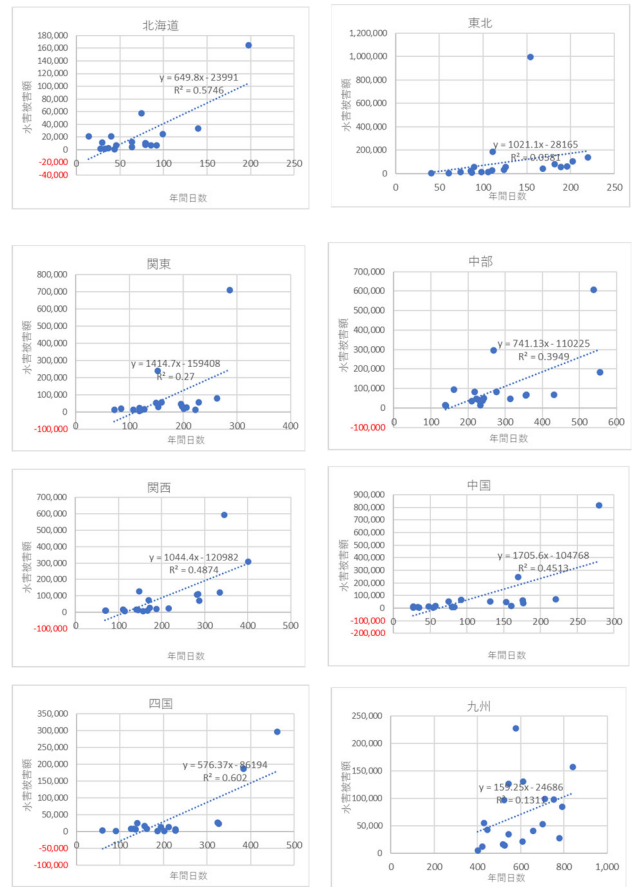 北海道
180,000
160,000
140,000
120,000
100,000
80,000
60,000
40,000
20,000
0
(20,000)
(40,000)
水害被害額
y = 649.8x - 23991
R² = 0.5746
0 50 100 150 200 250
年間日数
東北
1,200,000
1,000,000
800,000
600,000
400,000
200,000
0
水害被害額
y = 1021.1x - 28165
R² = 0.0581
0 50 100 150 200 250
年間日数
関東
800,000
700,000
600,000
500,000
400,000
300,000
200,000
100,000
0
-100,000
水害被害額
y = 1414.7x - 159408
R² = 0.27
0 100 200 300 400
年間日数
中部
700,000
600,000
500,000
400,000
300,000
200,000
100,000
0
-100,000
水害被害額
y = 741.13x - 110225
R² = 0.3949
0 100 200 300 400 500 600
年間日数
関西
700,000
600,000
500,000
400,000
300,000
200,000
100,000
0
-100,000
水害被害額
y = 1044.4x - 120982
R² = 0.4874
0 100 200 300 400 500
年間日数
中国
900,000
800,000
700,000
600,000
500,000
400,000
300,000
200,000
100,000
0
-100,000
-200,000
水害被害額
y = 1705.6x - 104768
R² = 0.4513
0 50 100 150 200 250 300
年間日数
四国
350,000
300,000
250,000
200,000
150,000
100,000
50,000
0
-50,000
-100,000
水害被害額
y = 576.37x - 86194
R² = 0.602
0 100 200 300 400 500
年間日数
九州
250,000
200,000
150,000
100,000
50,000
0
水害被害額
y = 159.25x - 24686
R² = 0.1311
0 200 400 600 800 1,000
年間日数